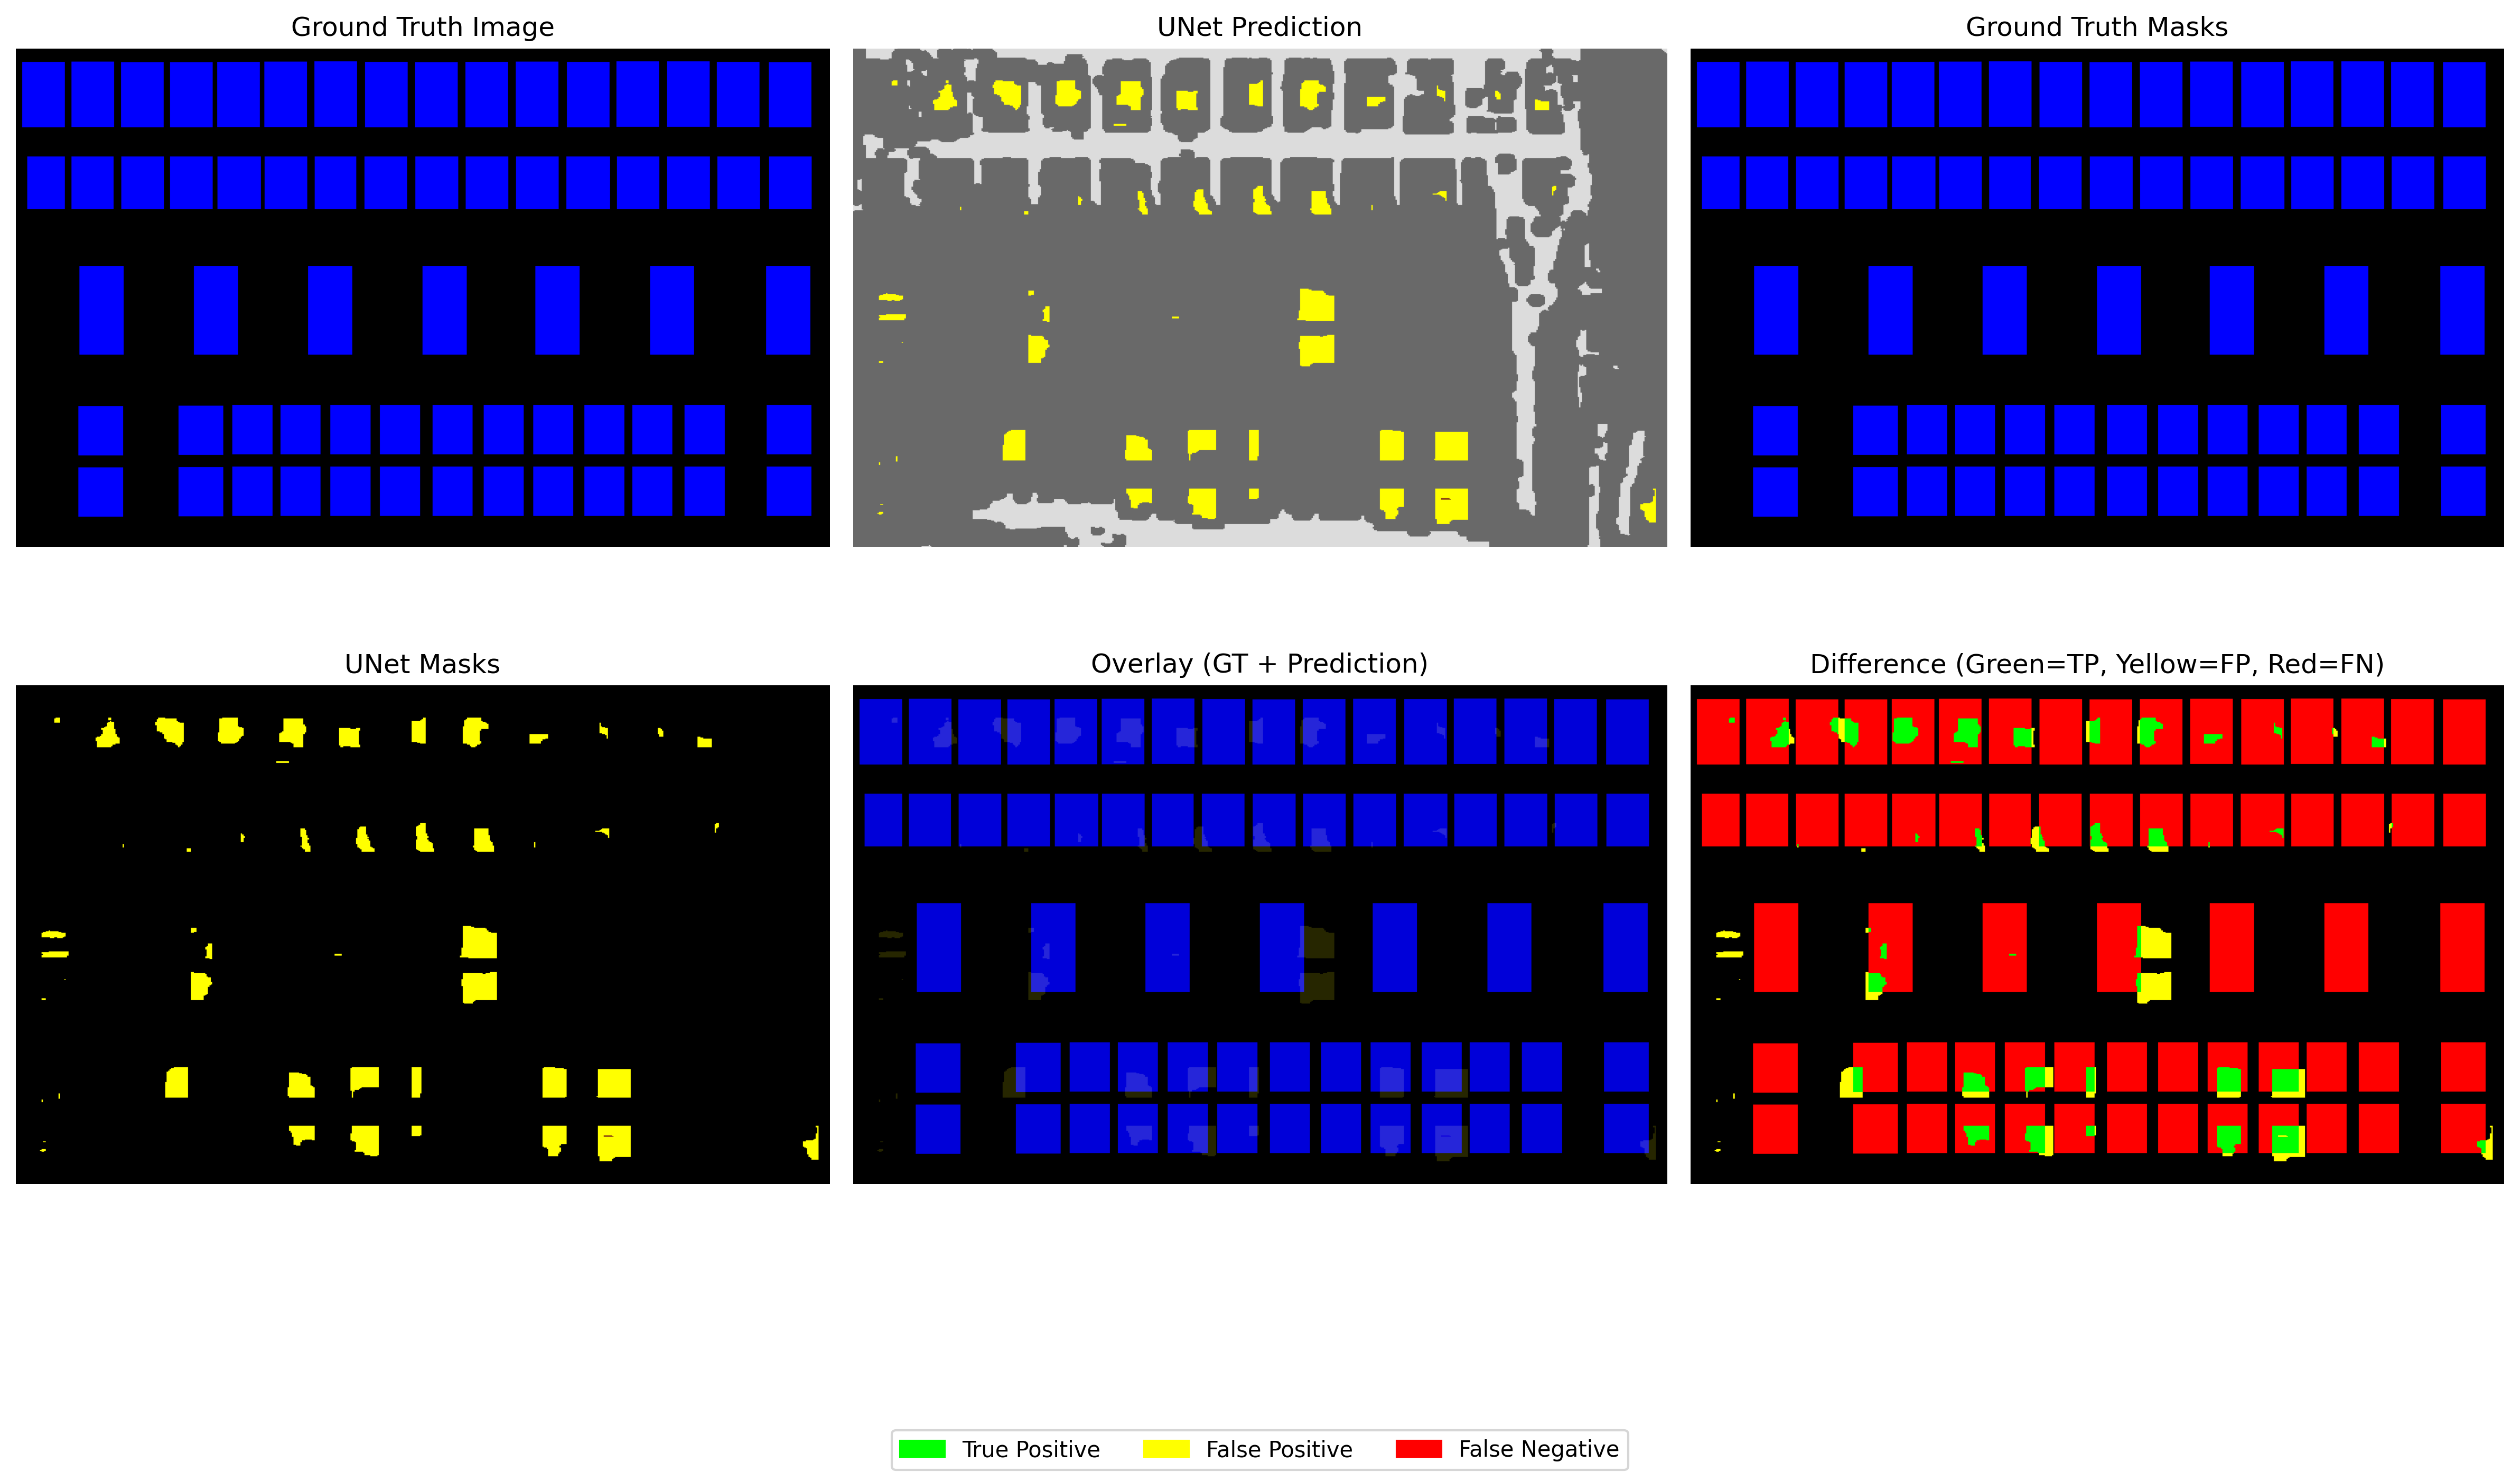 Ground Truth Image
UNet Prediction
Ground Truth Masks
UNet Masks
Overlay (GT + Prediction)
Difference (Green=TP, Yellow=FP, Red=FN)
True Positive
False Positive
False Negative